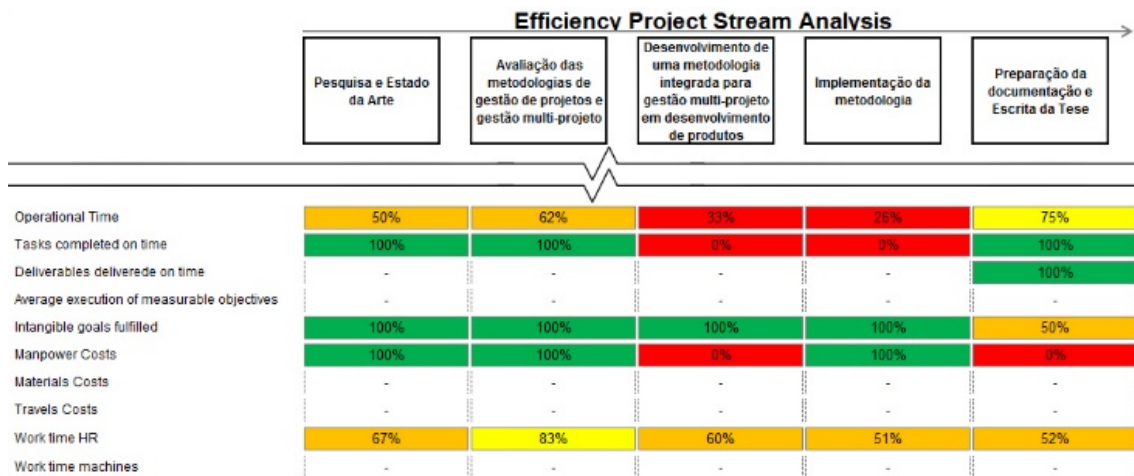 Efficiency Project Stream Analysis
Pesquisa e Estado
da Arte
Avaliação das
metodologias de
gestão de projetos e
gestão multi-projeto
Desenvolvimento de
uma metodologia
integrada para
gestão multi-projeto
em desenvolvimento
de produtos
Implementação da
metodologia
Preparação da
documentação e
Escrita da Tese
Operational Time 50% 62% 33% 26% 75%
Tasks completed on time 100% 100% 0% 0% 100%
Deliverables deliverede on time - - - - 100%
Average execution of measurable objectives - - - - -
Intangible goals fulfilled 100% 100% 100% 100% 50%
Manpower Costs 100% 100% 0% 100% 0%
Materials Costs - - - - -
Travels Costs - - - - -
Work time HR 67% 83% 60% 51% 52%
Work time machines - - - - -